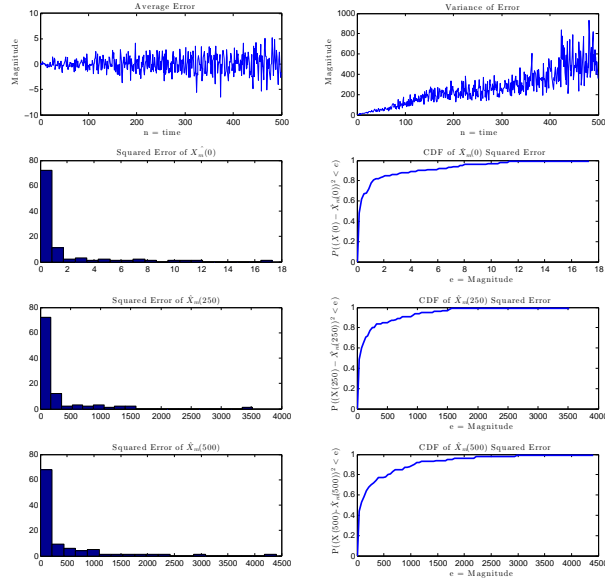 Average Error
Variance of Error
Magnitude
10
5
0
−5
−10
0 100 200 300 400 500
n = time
Magnitude
1000
800
600
400
200
0
0 100 200 300 400 500
n = time
Squared Error of X̂ₘ(0)
CDF of X̂ₘ(0) Squared Error
80
60
40
20
0
0 2 4 6 8 10 12 14 16 18
P((X(0) − X̂ₘ(0))² < e)
1
0.8
0.6
0.4
0.2
0
0 2 4 6 8 10 12 14 16 18
e = Magnitude
Squared Error of X̂ₘ(250)
CDF of X̂ₘ(250) Squared Error
80
60
40
20
0
0 500 1000 1500 2000 2500 3000 3500 4000
P((X(250) − X̂ₘ(250))² < e)
1
0.8
0.6
0.4
0.2
0
0 500 1000 1500 2000 2500 3000 3500 4000
e = Magnitude
Squared Error of X̂ₘ(500)
CDF of X̂ₘ(500) Squared Error
80
60
40
20
0
0 500 1000 1500 2000 2500 3000 3500 4000 4500
P((X(500)-X̂ₘ(500))² < e)
1
0.8
0.6
0.4
0.2
0
0 500 1000 1500 2000 2500 3000 3500 4000 4500
e = Magnitude